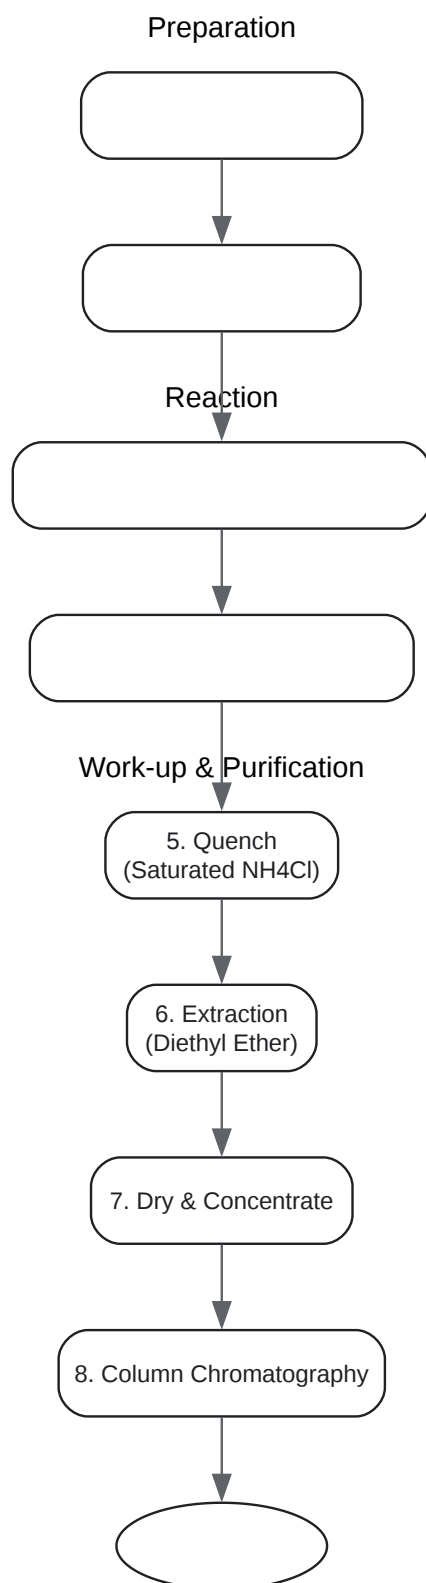 Preparation
Reaction
Work-up & Purification
5. Quench
(Saturated NH4Cl)
6. Extraction
(Diethyl Ether)
7. Dry & Concentrate
8. Column Chromatography